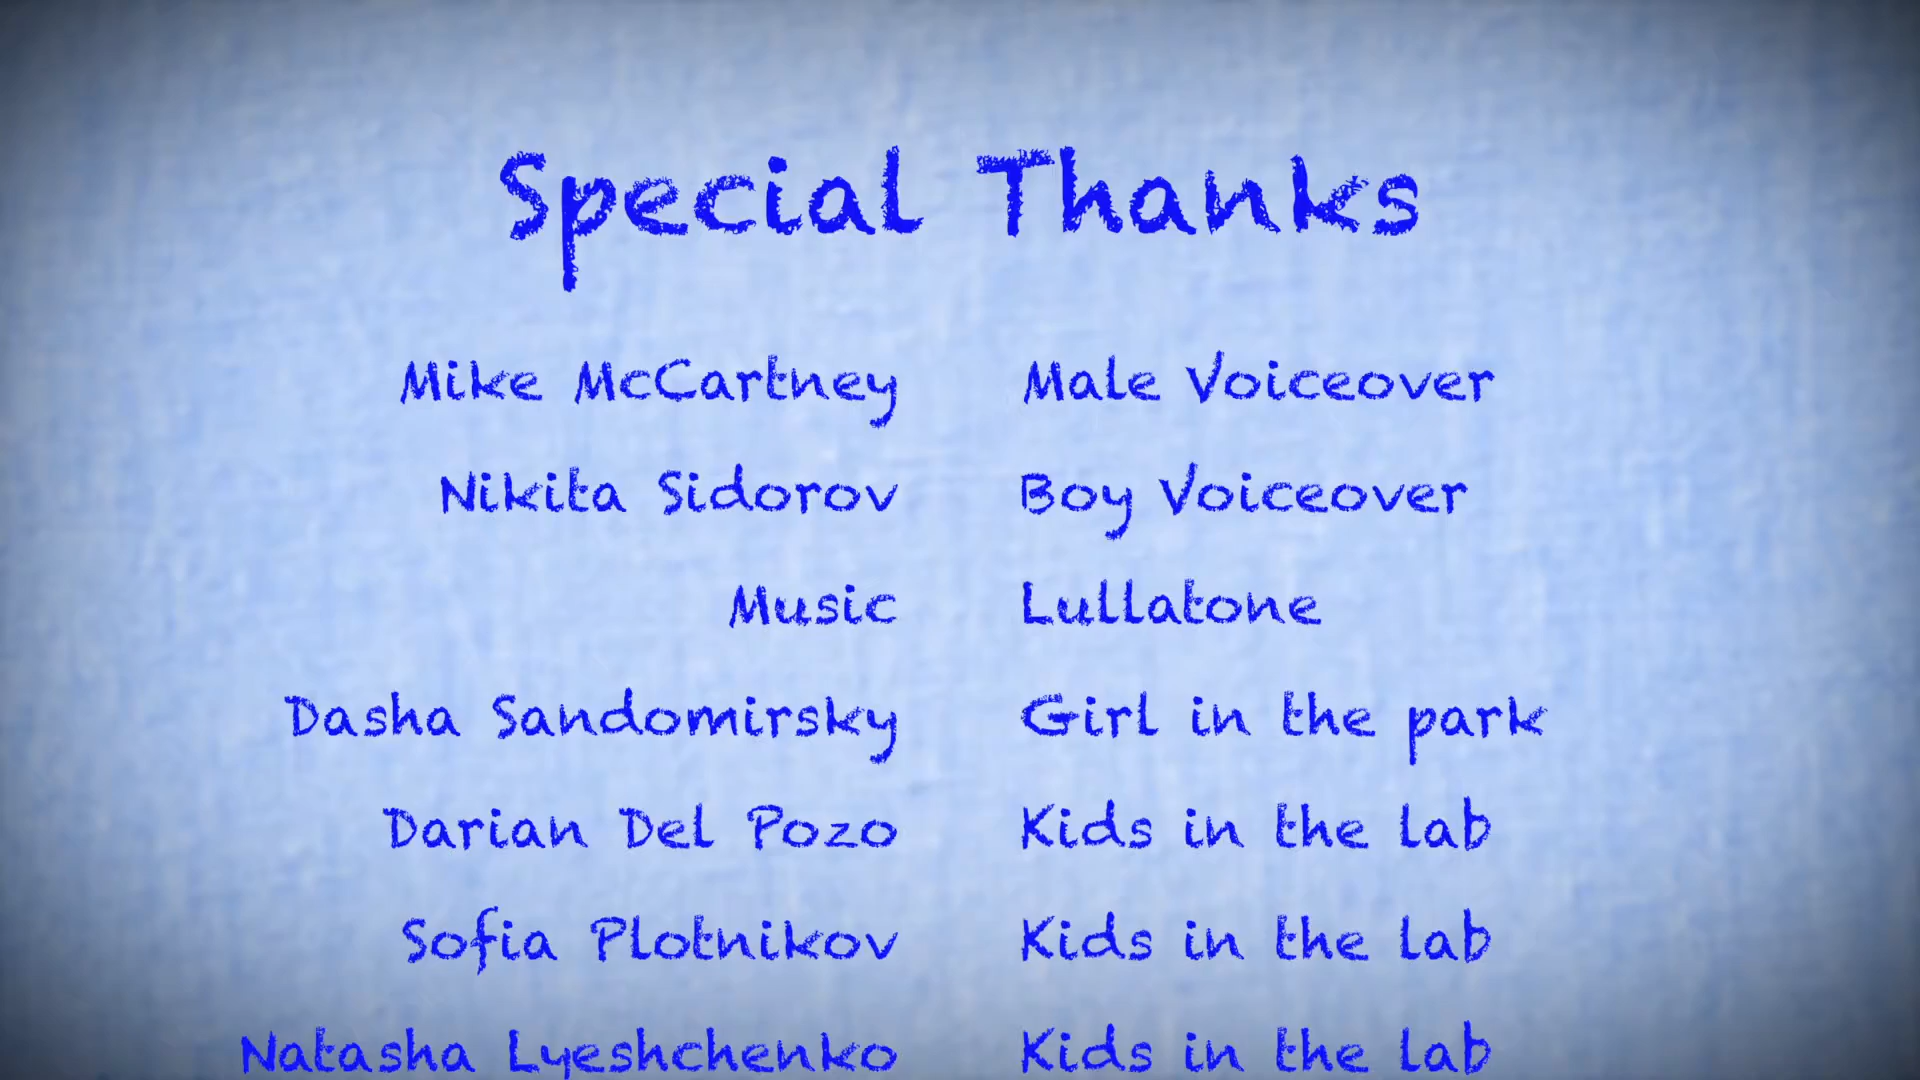 Special Thanks
Mike McCartney Male Voiceover
Nikita Sidorov Boy Voiceover
Music Lullatone
Dasha Sandomirsky Girl in the park
Darian Del Pozo Kids in the lab
Sofia Plotnikov Kids in the lab
Natasha Lyeshchenko Kids in the lab